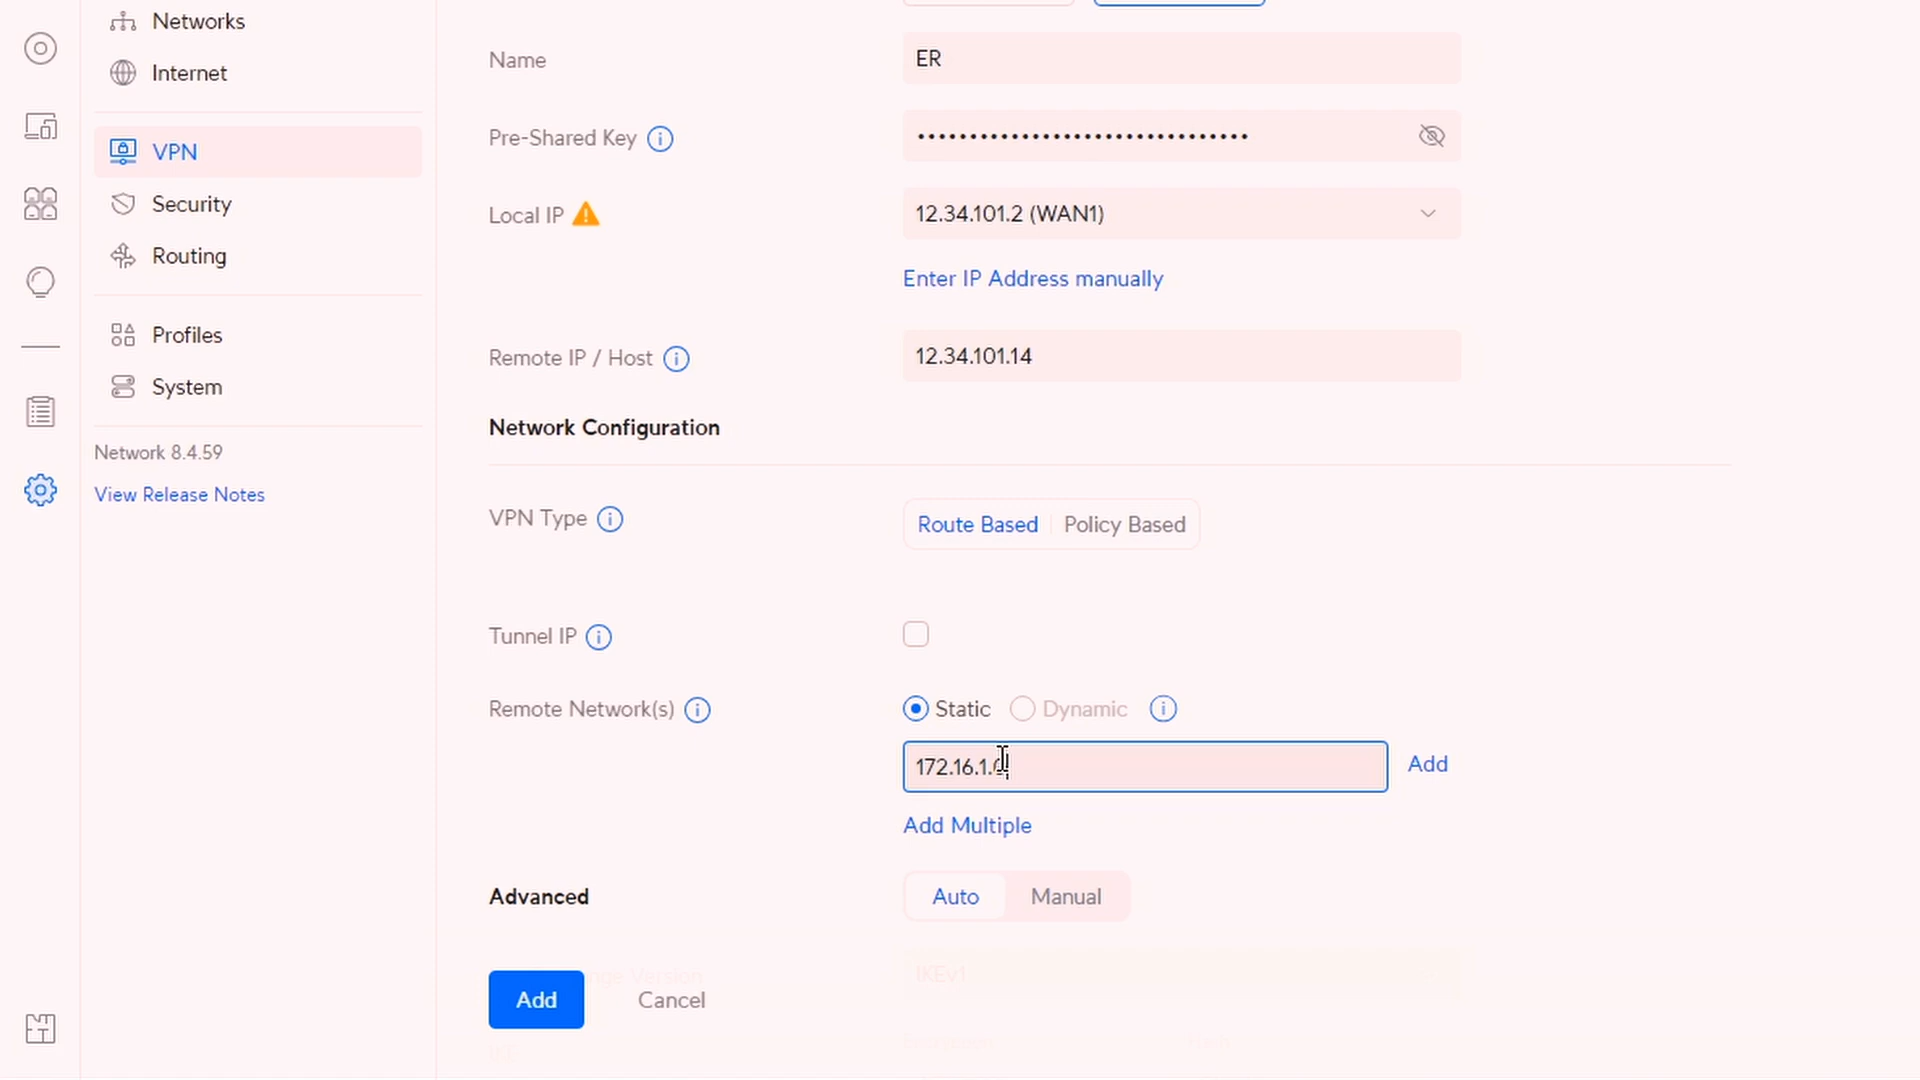 Networks
Internet
VPN
Security
Routing
Profiles
System
Network 8.4.59
View Release Notes
Name ER
Pre-Shared Key ••••••••••••••••••••••••••••••••
Local IP 12.34.101.2 (WAN1)
Enter IP Address manually
Remote IP / Host 12.34.101.14
Network Configuration
VPN Type Route Based Policy Based
Tunnel IP
Remote Network(s) Static Dynamic
172.16.1. Add
Add Multiple
Advanced Auto Manual
Version IKEv1
Add Cancel